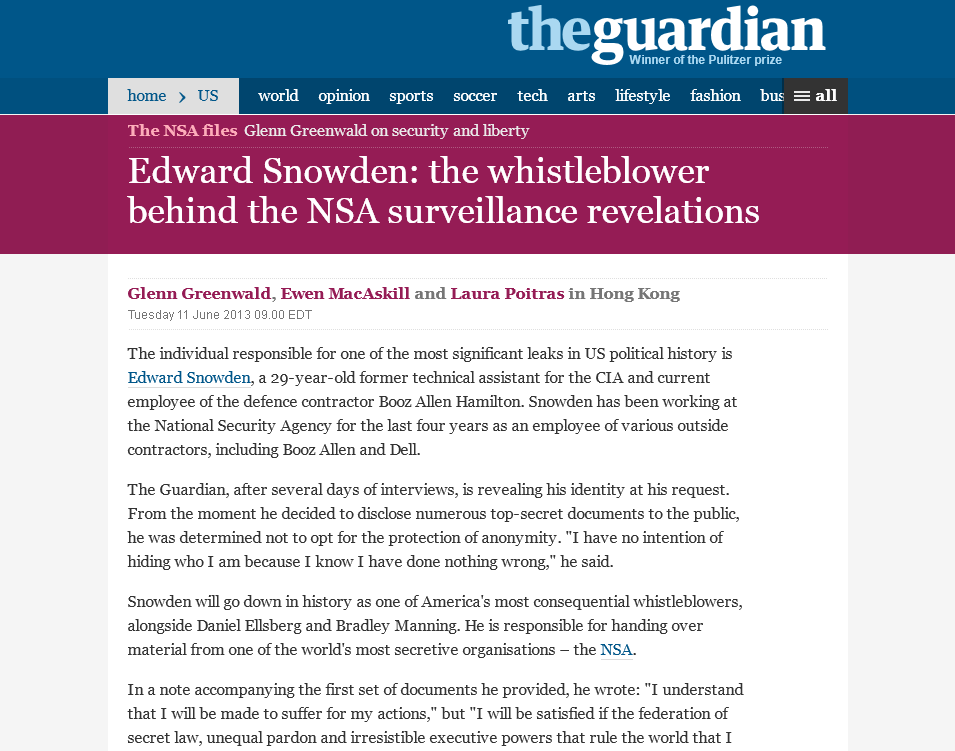 theguardian
Winner of the Pulitzer prize
home > US world opinion sports soccer tech arts lifestyle fashion bus all
The NSA files Glenn Greenwald on security and liberty
Edward Snowden: the whistleblower
behind the NSA surveillance revelations
Glenn Greenwald, Ewen MacAskill and Laura Poitras in Hong Kong
Tuesday 11 June 2013 09.00 EDT
The individual responsible for one of the most significant leaks in US political history is
Edward Snowden, a 29-year-old former technical assistant for the CIA and current
employee of the defence contractor Booz Allen Hamilton. Snowden has been working at
the National Security Agency for the last four years as an employee of various outside
contractors, including Booz Allen and Dell.
The Guardian, after several days of interviews, is revealing his identity at his request.
From the moment he decided to disclose numerous top-secret documents to the public,
he was determined not to opt for the protection of anonymity. "I have no intention of
hiding who I am because I know I have done nothing wrong," he said.
Snowden will go down in history as one of America's most consequential whistleblowers,
alongside Daniel Ellsberg and Bradley Manning. He is responsible for handing over
material from one of the world's most secretive organisations – the NSA.
In a note accompanying the first set of documents he provided, he wrote: "I understand
that I will be made to suffer for my actions," but "I will be satisfied if the federation of
secret law, unequal pardon and irresistible executive powers that rule the world that I